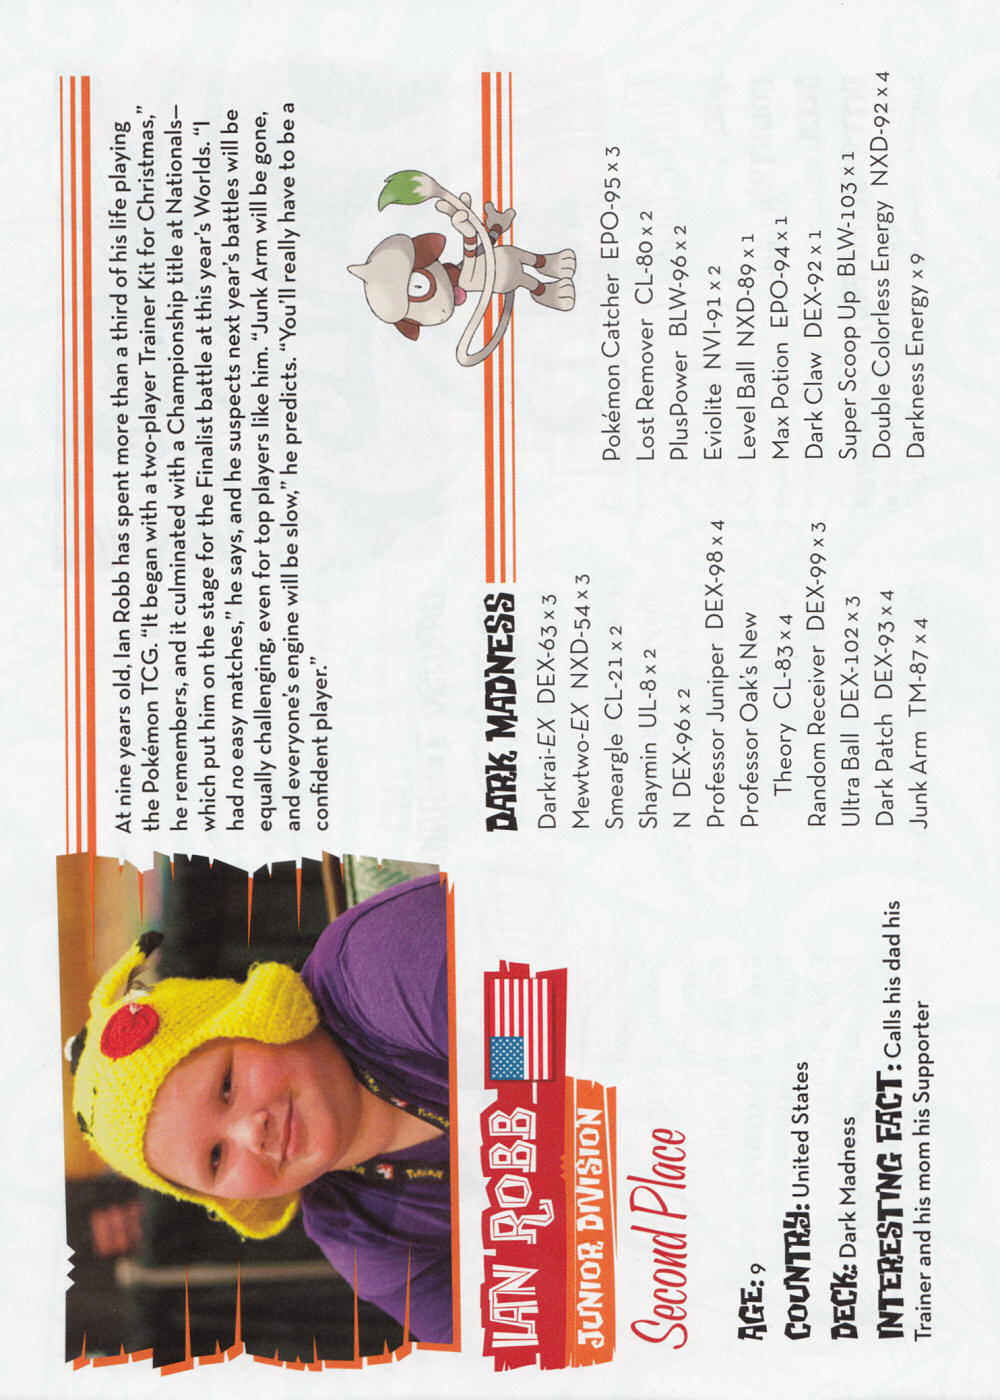 At nine years old, Ian Robb has spent more than a third of his life playing
the Pokémon TCG. “It began with a two-player Trainer Kit for Christmas,”
he remembers, and it culminated with a Championship title at Nationals—
which put him on the stage for the Finalist battle at this year’s Worlds. “I
had no easy matches,” he says, and he suspects next year’s battles will be
equally challenging, even for top players like him. “Junk Arm will be gone,
and everyone’s engine will be slow,” he predicts. “You’ll really have to be a
confident player.”
IAN ROBB
JUNIOR DIVISION
Second Place
AGE: 9
COUNTRY: United States
DECK: Dark Madness
INTERESTING FACT: Calls his dad his
Trainer and his mom his Supporter
DARK MADNESS
Darkrai-EX DEX-63 x 3
Mewtwo-EX NXD-54 x 3
Smeargle CL-21 x 2
Shaymin UL-8 x 2
N DEX-96 x 2
Professor Juniper DEX-98 x 4
Professor Oak’s New
Theory CL-83 x 4
Random Receiver DEX-99 x 3
Ultra Ball DEX-102 x 3
Dark Patch DEX-93 x 4
Junk Arm TM-87 x 4
Pokémon Catcher EPO-95 x 3
Lost Remover CL-80 x 2
PlusPower BLW-96 x 2
Eviolite NVI-91 x 2
Level Ball NXD-89 x 1
Max Potion EPO-94 x 1
Dark Claw DEX-92 x 1
Super Scoop Up BLW-103 x 1
Double Colorless Energy NXD-92 x 4
Darkness Energy x 9